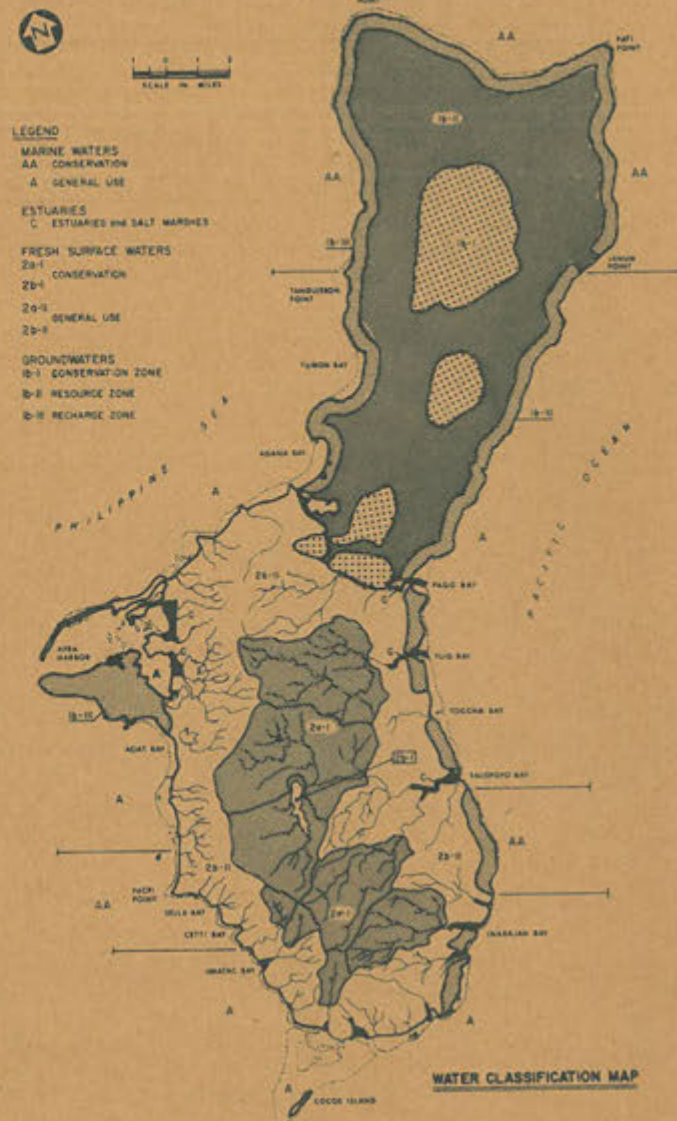 N
1 0 1 2
SCALE IN MILES
LEGEND
MARINE WATERS
AA CONSERVATION
A GENERAL USE
ESTUARIES
C ESTUARIES and SALT MARSHES
FRESH SURFACE WATERS
2a-I
CONSERVATION
2b-I
2a-II
GENERAL USE
2b-II
GROUNDWATERS
1b-I CONSERVATION ZONE
1b-II RESOURCE ZONE
1b-III RECHARGE ZONE
AA
PATI
POINT
1b-II
AA
AA
1b-I
1b-III
TANGUISSON
POINT
TUMON BAY
1b-III
PHILIPPINE SEA
AGANA BAY
PACIFIC OCEAN
A
A
2b-II
C
PAGO BAY
C
YLIG BAY
APRA
HARBOR
A
C
C
1b-III
TOGCHA BAY
2a-I
2b-I
AGAT BAY
C
TALOFOFO BAY
A
AA
2b-II
2b-II
AA
FACPI
POINT
SELLA BAY
2a-I
CETTI BAY
INARAJAN BAY
UMATAC BAY
A
A
A
COCOS ISLAND
WATER CLASSIFICATION MAP